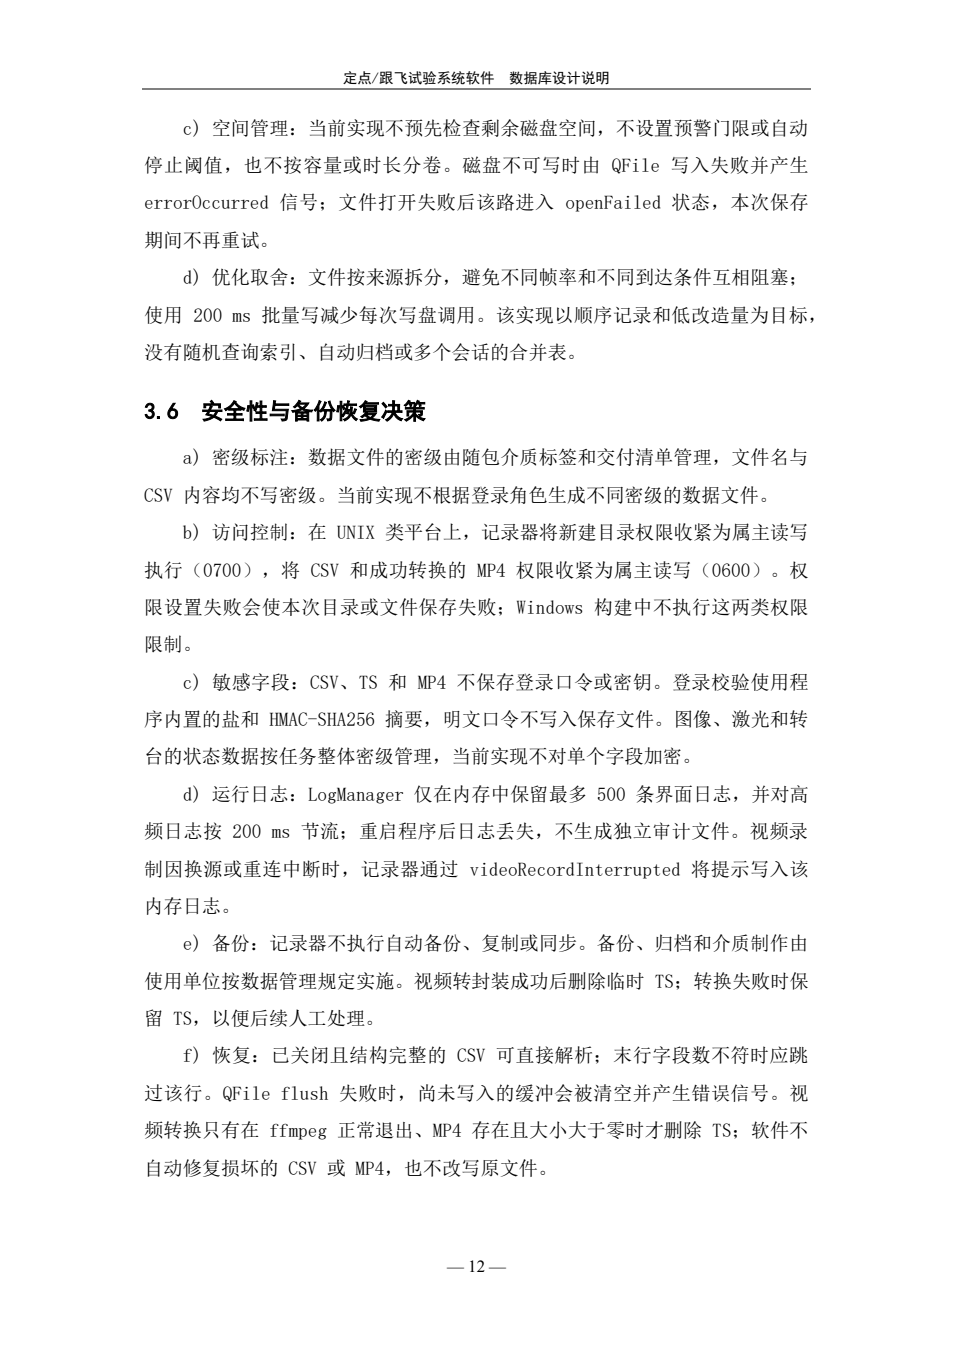 定点/跟飞试验系统软件　数据库设计说明
c) 空间管理：当前实现不预先检查剩余磁盘空间，不设置预警门限或自动
停止阈值，也不按容量或时长分卷。磁盘不可写时由 QFile 写入失败并产生
errorOccurred 信号；文件打开失败后该路进入 openFailed 状态，本次保存
期间不再重试。
d) 优化取舍：文件按来源拆分，避免不同帧率和不同到达条件互相阻塞；
使用 200 ms 批量写减少每次写盘调用。该实现以顺序记录和低改造量为目标，
没有随机查询索引、自动归档或多个会话的合并表。
3.6　安全性与备份恢复决策
a) 密级标注：数据文件的密级由随包介质标签和交付清单管理，文件名与
CSV 内容均不写密级。当前实现不根据登录角色生成不同密级的数据文件。
b) 访问控制：在 UNIX 类平台上，记录器将新建目录权限收紧为属主读写
执行（0700），将 CSV 和成功转换的 MP4 权限收紧为属主读写（0600）。权
限设置失败会使本次目录或文件保存失败；Windows 构建中不执行这两类权限
限制。
c) 敏感字段：CSV、TS 和 MP4 不保存登录口令或密钥。登录校验使用程
序内置的盐和 HMAC-SHA256 摘要，明文口令不写入保存文件。图像、激光和转
台的状态数据按任务整体密级管理，当前实现不对单个字段加密。
d) 运行日志：LogManager 仅在内存中保留最多 500 条界面日志，并对高
频日志按 200 ms 节流；重启程序后日志丢失，不生成独立审计文件。视频录
制因换源或重连中断时，记录器通过 videoRecordInterrupted 将提示写入该
内存日志。
e) 备份：记录器不执行自动备份、复制或同步。备份、归档和介质制作由
使用单位按数据管理规定实施。视频转封装成功后删除临时 TS；转换失败时保
留 TS，以便后续人工处理。
f) 恢复：已关闭且结构完整的 CSV 可直接解析；末行字段数不符时应跳
过该行。QFile flush 失败时，尚未写入的缓冲会被清空并产生错误信号。视
频转换只有在 ffmpeg 正常退出、MP4 存在且大小大于零时才删除 TS；软件不
自动修复损坏的 CSV 或 MP4，也不改写原文件。
— 12 —